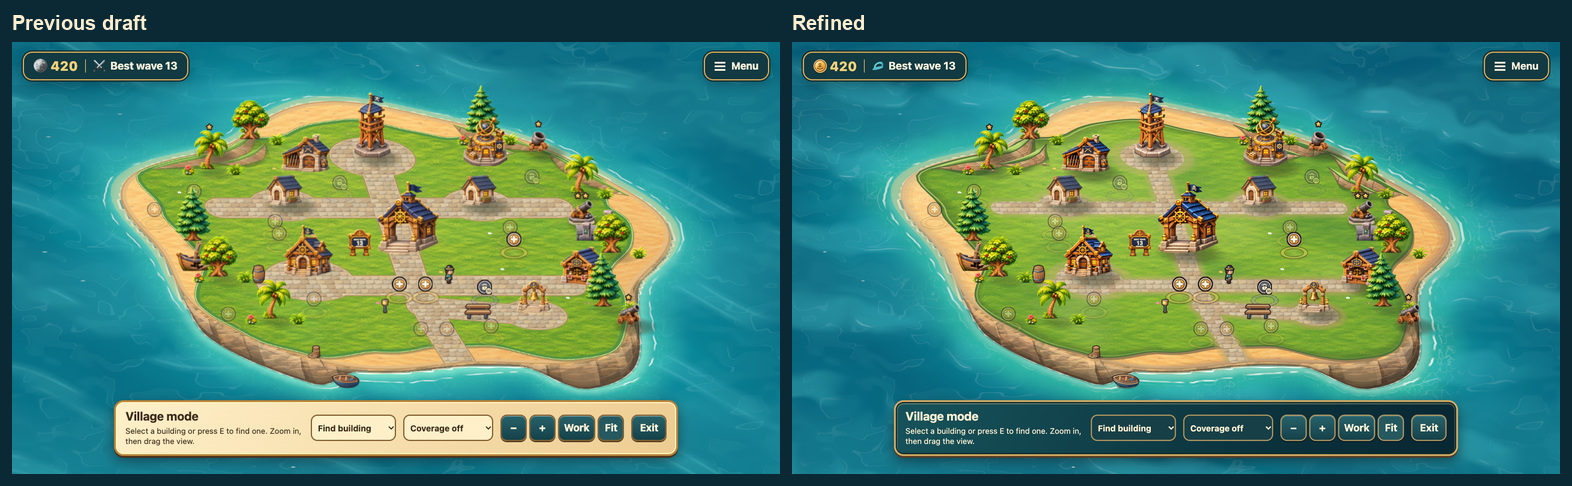 Previous draft
Refined
420 | Best wave 13
Menu
13
Village mode
Select a building or press E to find one. Zoom in,
then drag the view.
Find building
Coverage off
−
+
Work
Fit
Exit
420 | Best wave 13
Menu
13
Village mode
Select a building or press E to find one. Zoom in,
then drag the view.
Find building
Coverage off
−
+
Work
Fit
Exit